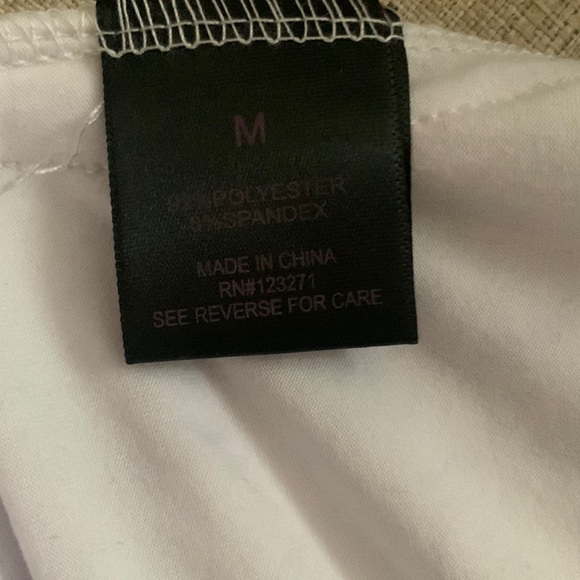 M
POLYESTER
SPANDEX
MADE IN CHINA
RN#123271
SEE REVERSE FOR CARE